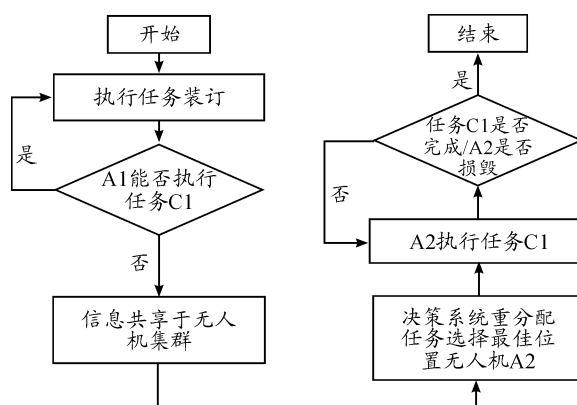 开始
执行任务装订
是
A1能否执行
任务C1
否
信息共享于无人
机集群
结束
是
任务C1是否
完成/A2是否
损毁
否
A2执行任务C1
决策系统重分配
任务选择最佳位
置无人机A2